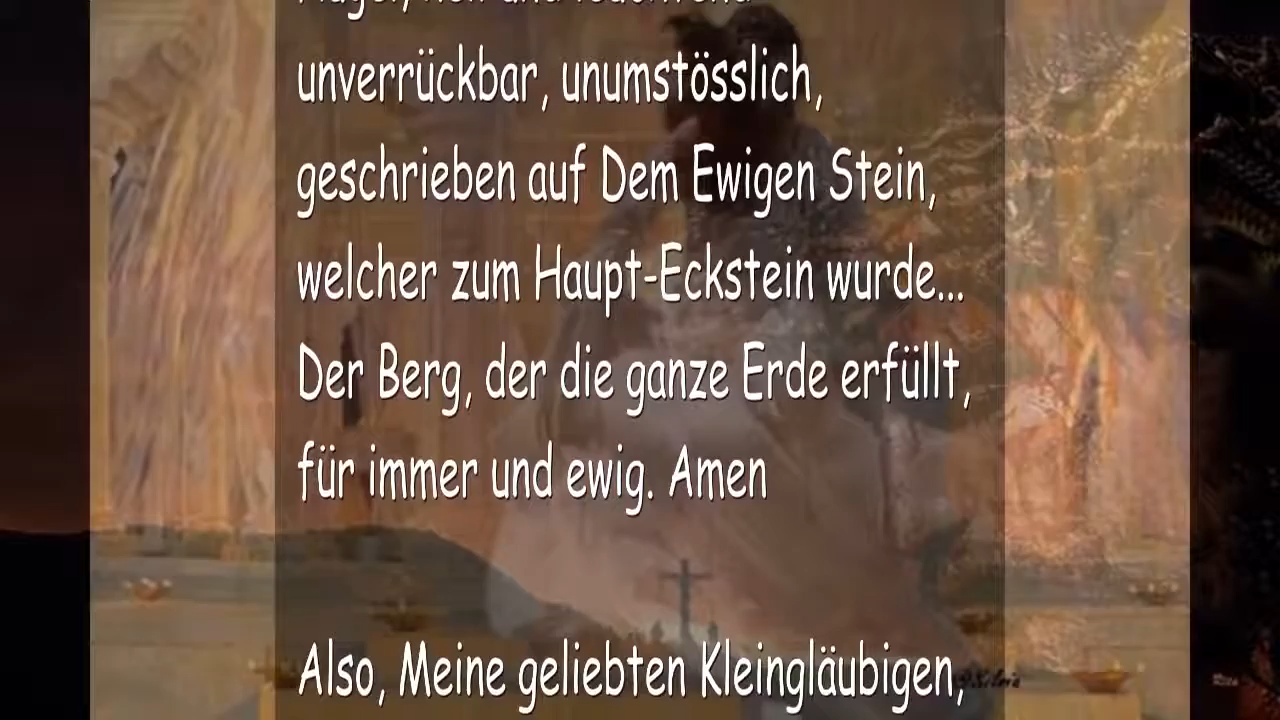 unverrückbar, unumstösslich,
geschrieben auf Dem Ewigen Stein,
welcher zum Haupt-Eckstein wurde...
Der Berg, der die ganze Erde erfüllt,
für immer und ewig. Amen
Also, Meine geliebten Kleingläubigen,